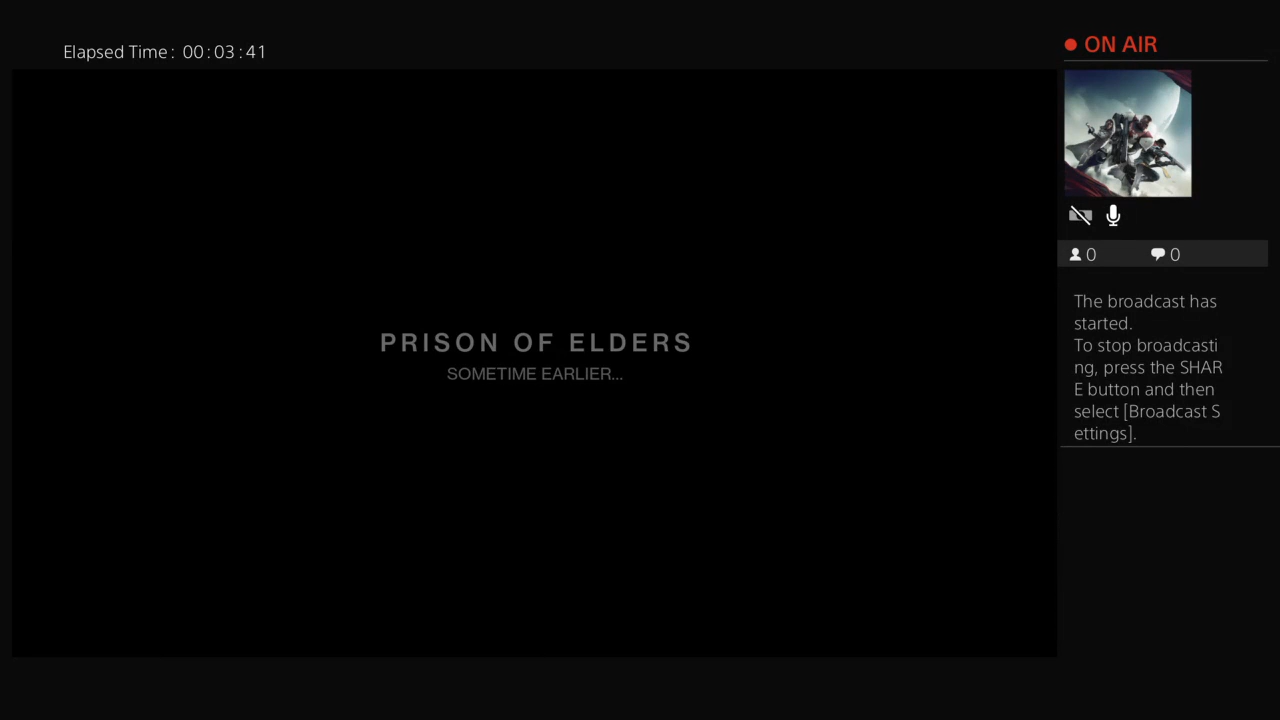 Elapsed Time: 00:03:41
ON AIR
PRISON OF ELDERS
SOMETIME EARLIER...
0
0
The broadcast has
started.
To stop broadcasti
ng, press the SHAR
E button and then
select [Broadcast S
ettings].